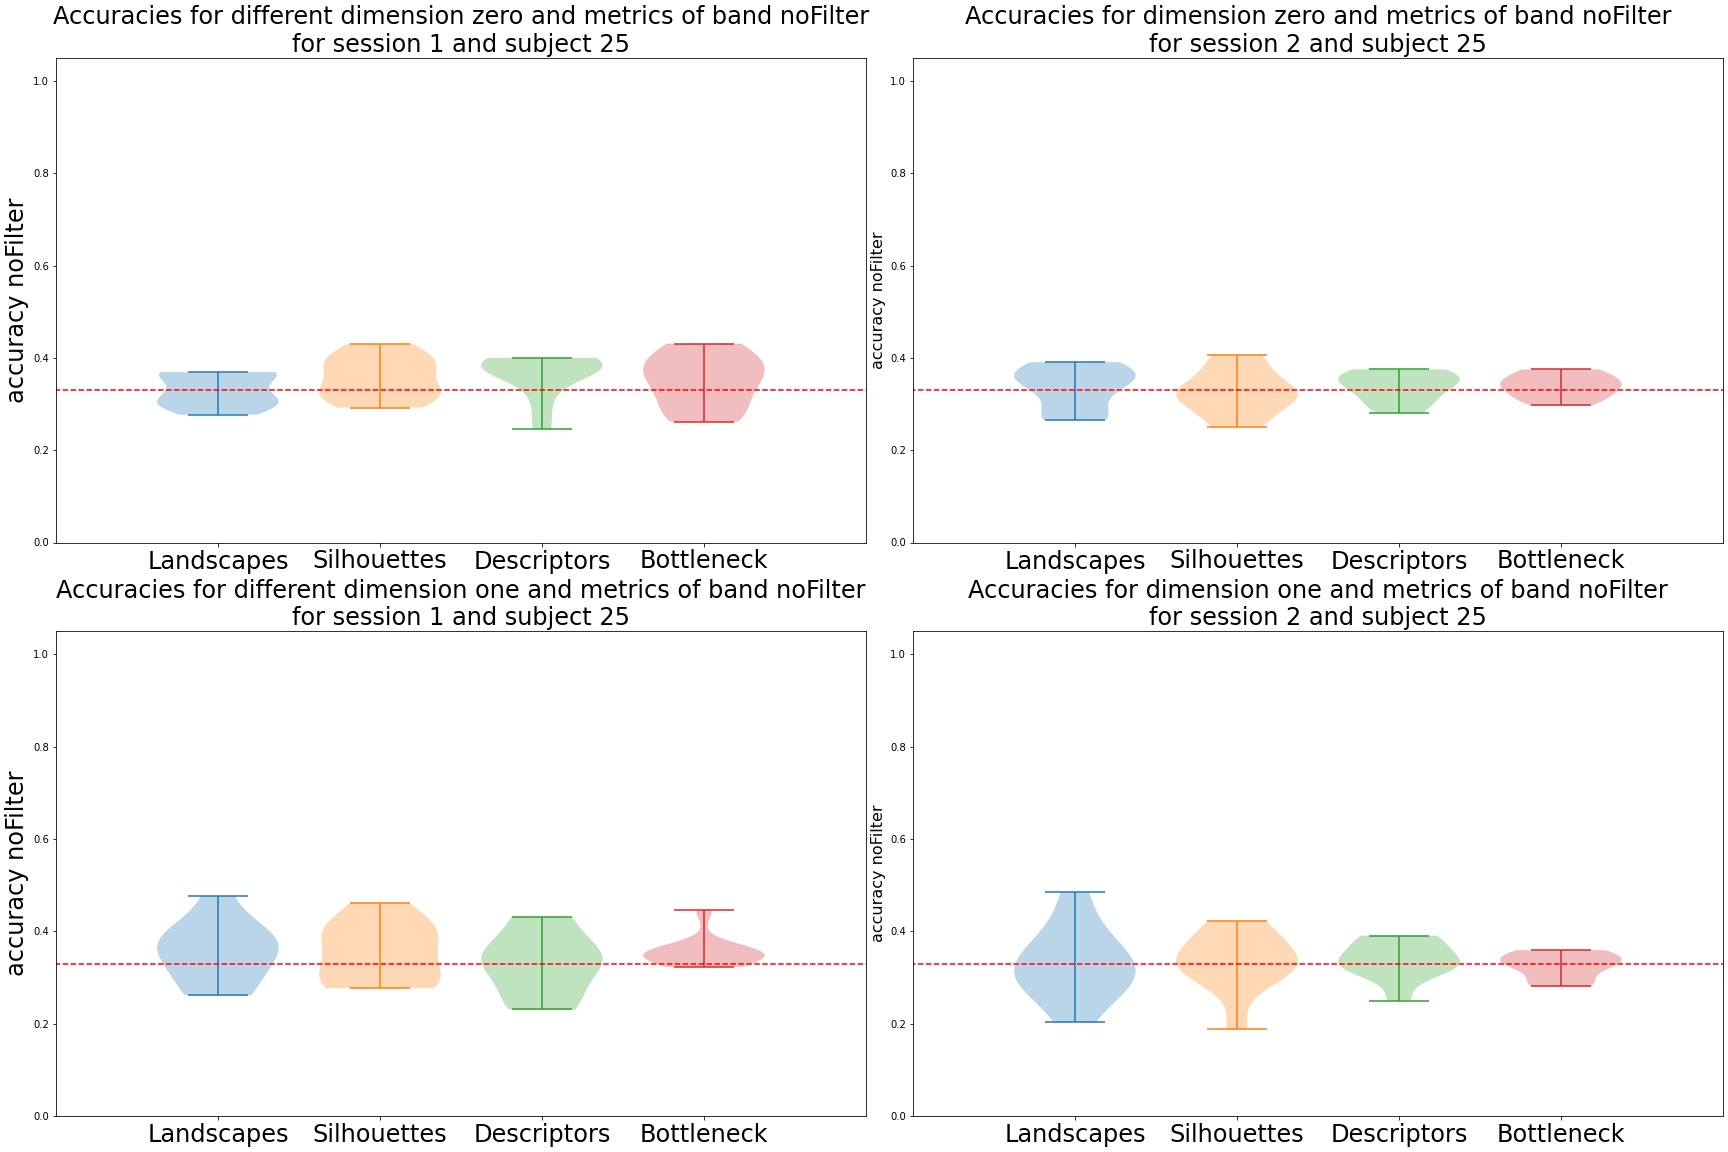 Accuracies for different dimension zero and metrics of band noFilter
for session 1 and subject 25
accuracy noFilter
1.0
0.8
0.6
0.4
0.2
0.0
Landscapes Silhouettes Descriptors Bottleneck
Accuracies for dimension zero and metrics of band noFilter
for session 2 and subject 25
accuracy noFilter
1.0
0.8
0.6
0.4
0.2
0.0
Landscapes Silhouettes Descriptors Bottleneck
Accuracies for different dimension one and metrics of band noFilter
for session 1 and subject 25
accuracy noFilter
1.0
0.8
0.6
0.4
0.2
0.0
Landscapes Silhouettes Descriptors Bottleneck
Accuracies for dimension one and metrics of band noFilter
for session 2 and subject 25
accuracy noFilter
1.0
0.8
0.6
0.4
0.2
0.0
Landscapes Silhouettes Descriptors Bottleneck